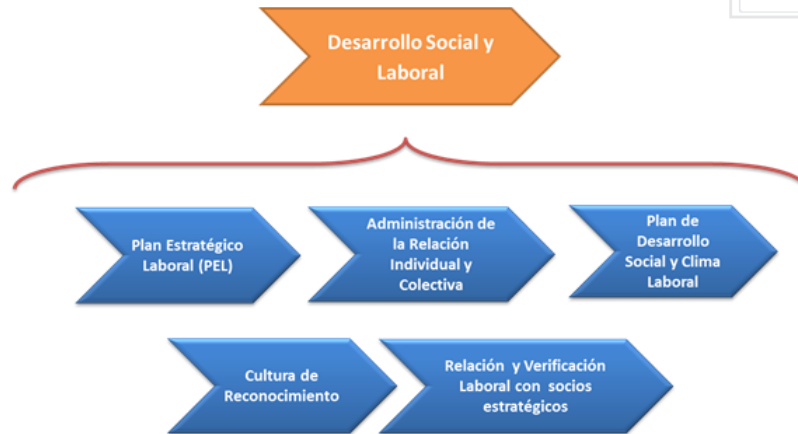 Desarrollo Social y
Laboral
Plan Estratégico
Laboral (PEL)
Administración de
la Relación
Individual y
Colectiva
Plan de
Desarrollo
Social y Clima
Laboral
Cultura de
Reconocimiento
Relación y Verificación
Laboral con socios
estratégicos